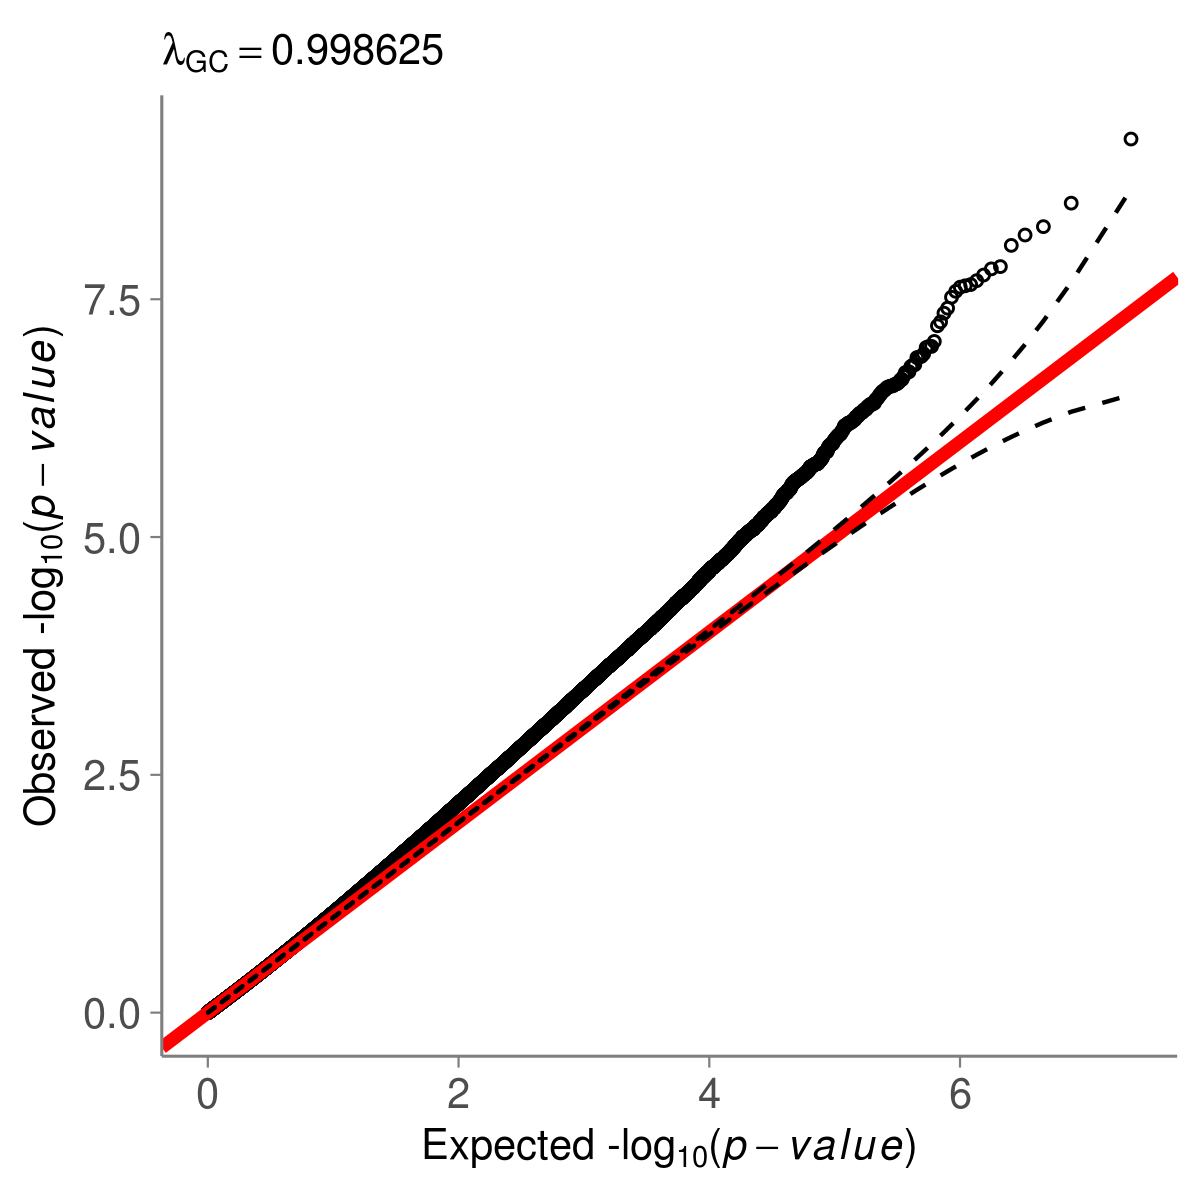 λGC = 0.998625
Observed -log10(p − value)
7.5
5.0
2.5
0.0
0 2 4 6
Expected -log10(p − value)